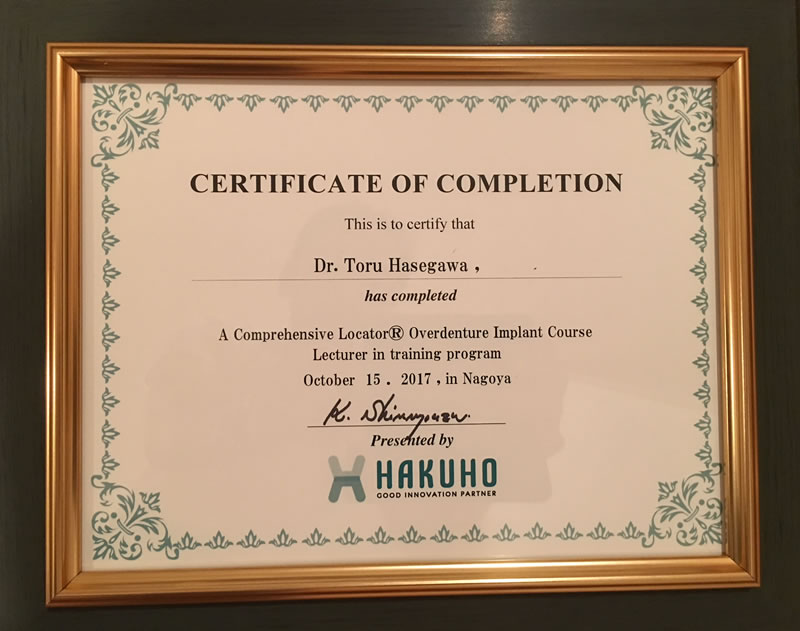 CERTIFICATE OF COMPLETION
This is to certify that
Dr. Toru Hasegawa ,
has completed
A Comprehensive Locator® Overdenture Implant Course
Lecturer in training program
October 15 . 2017 , in Nagoya
Presented by
HAKUHO
GOOD INNOVATION PARTNER